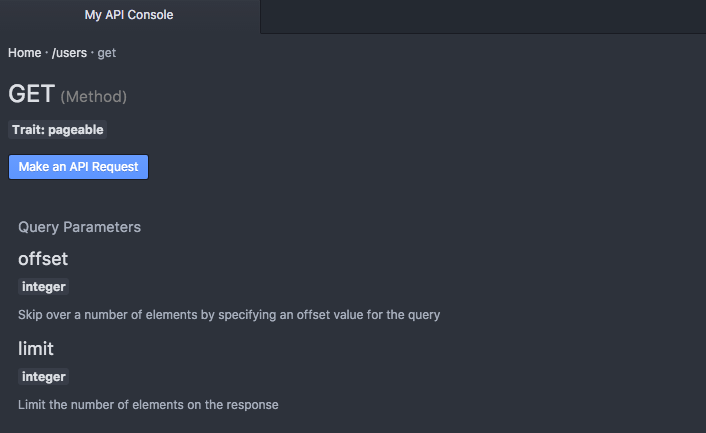 My API Console
Home · /users · get
GET (Method)
Trait: pageable
Make an API Request
Query Parameters
offset
integer
Skip over a number of elements by specifying an offset value for the query
limit
integer
Limit the number of elements on the response